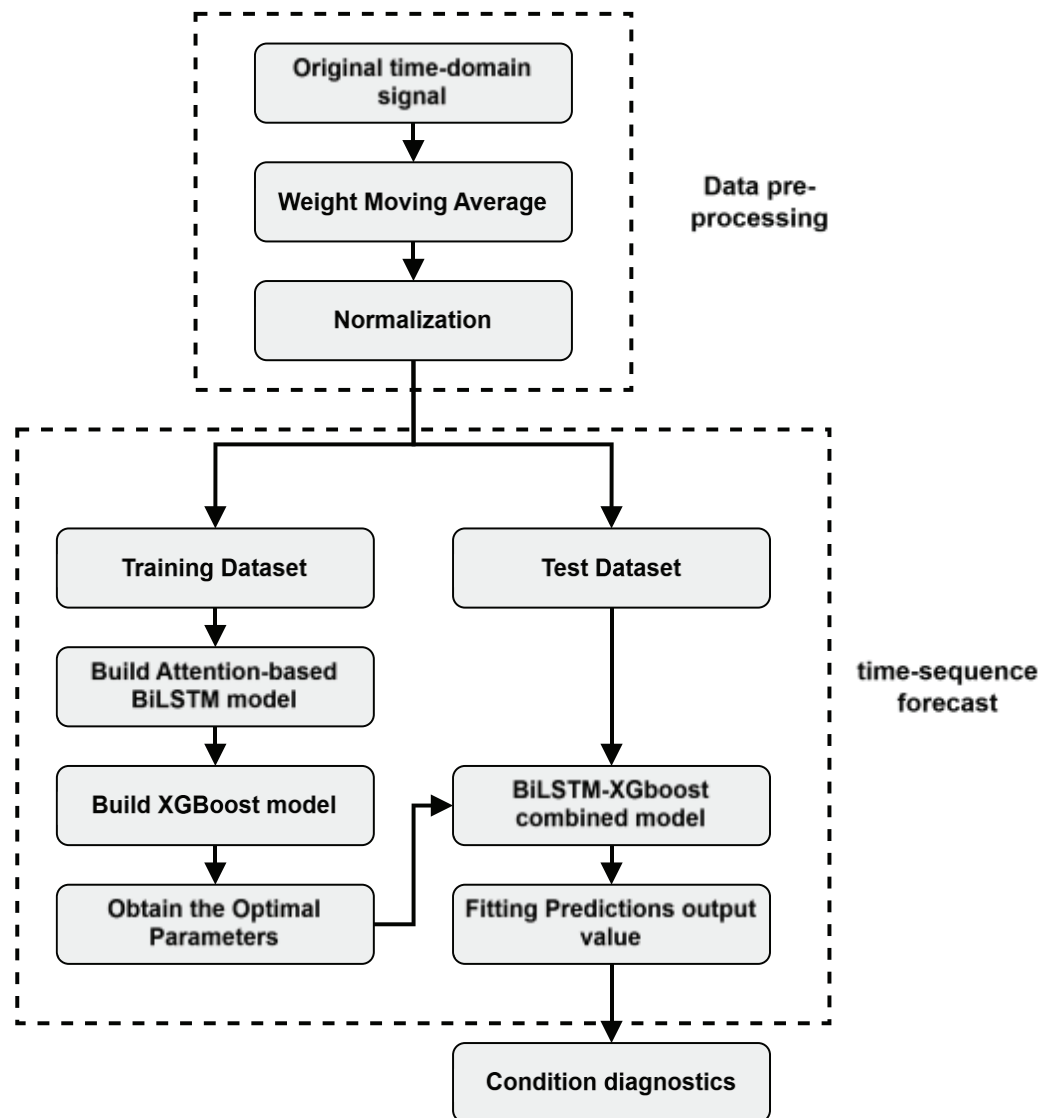 Original time-domain
signal
Weight Moving Average
Data pre-
processing
Normalization
Training Dataset
Test Dataset
Build Attention-based
BiLSTM model
time-sequence
forecast
Build XGBoost model
BiLSTM-XGboost
combined model
Obtain the Optimal
Parameters
Fitting Predictions output
value
Condition diagnostics